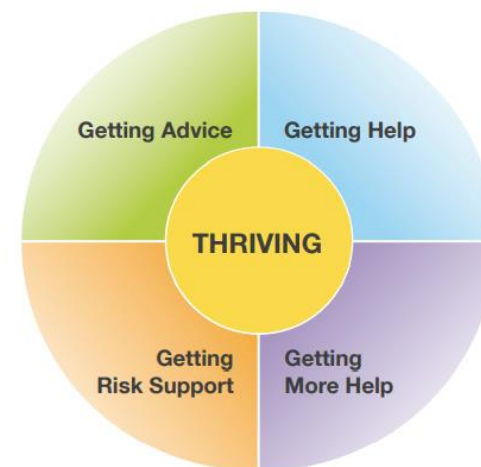 Getting Advice
Getting Help
THRIVING
Getting
Risk Support
Getting
More Help